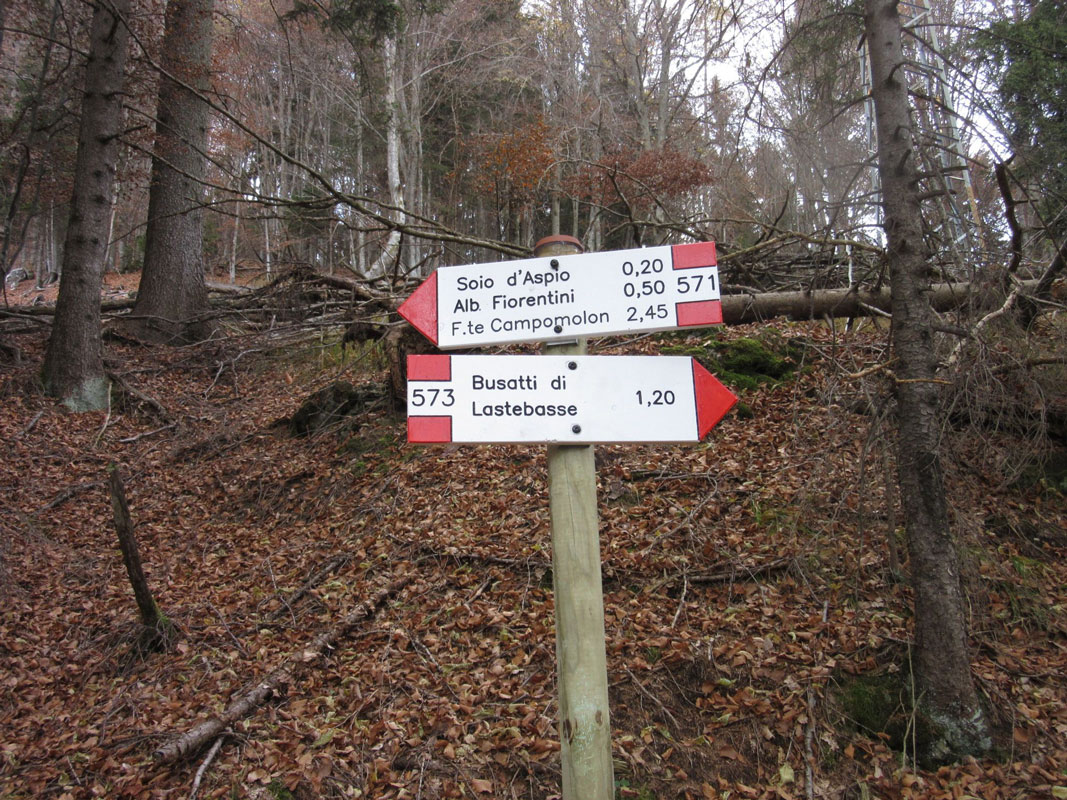 Soio d'Aspio 0,20
Alb. Fiorentini 0,50 571
F.te Campomolon 2,45
573 Busatti di
Lastebasse 1,20